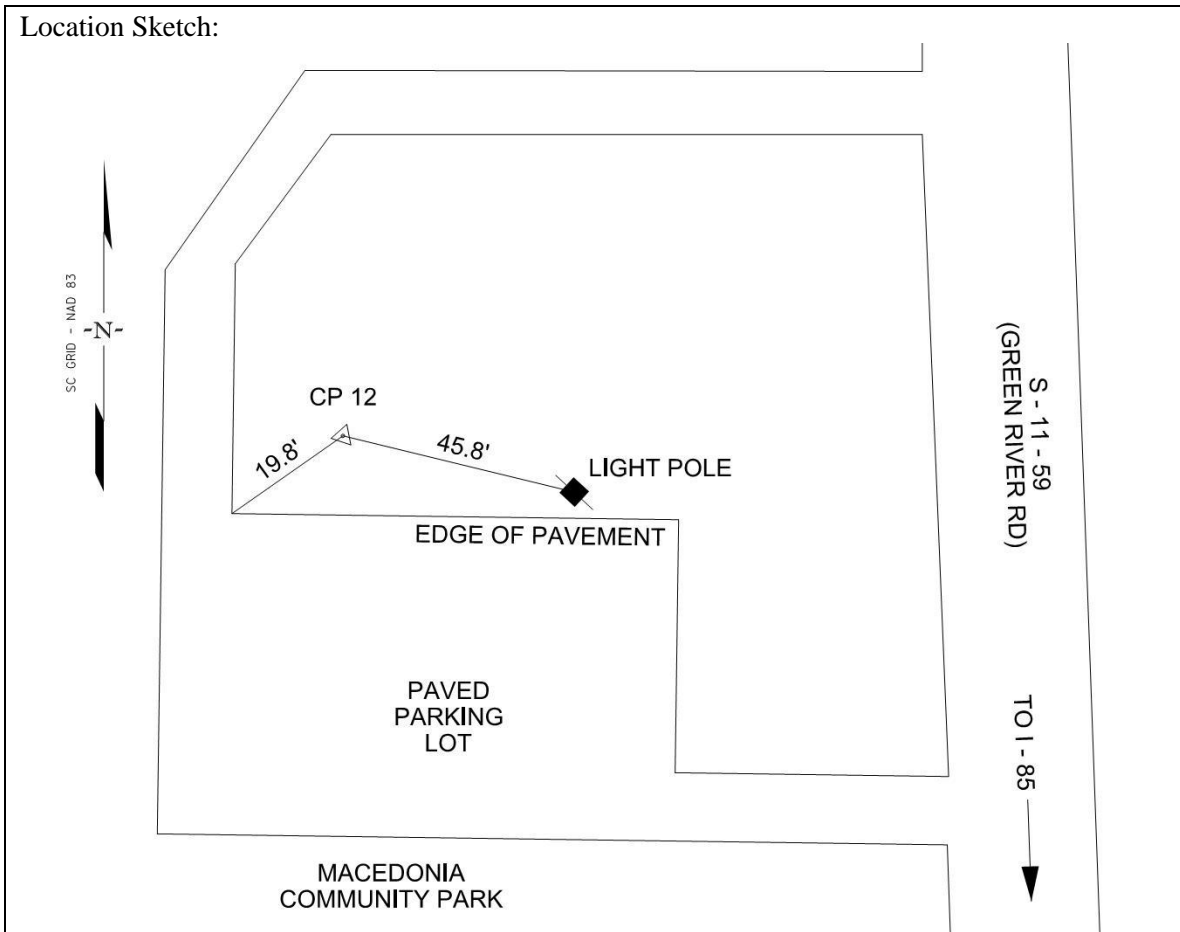 Location Sketch:
SC GRID - NAD 83
-N-
CP 12
19.8'
45.8'
LIGHT POLE
EDGE OF PAVEMENT
S - 11 - 59
(GREEN RIVER RD)
PAVED
PARKING
LOT
TO I - 85
MACEDONIA
COMMUNITY PARK